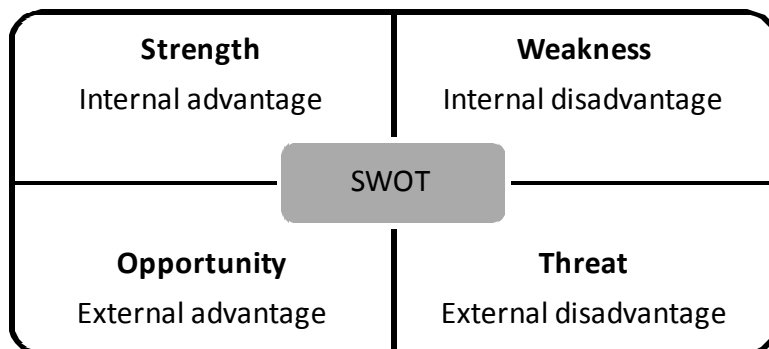 Strength
Internal advantage
Weakness
Internal disadvantage
SWOT
Opportunity
External advantage
Threat
External disadvantage